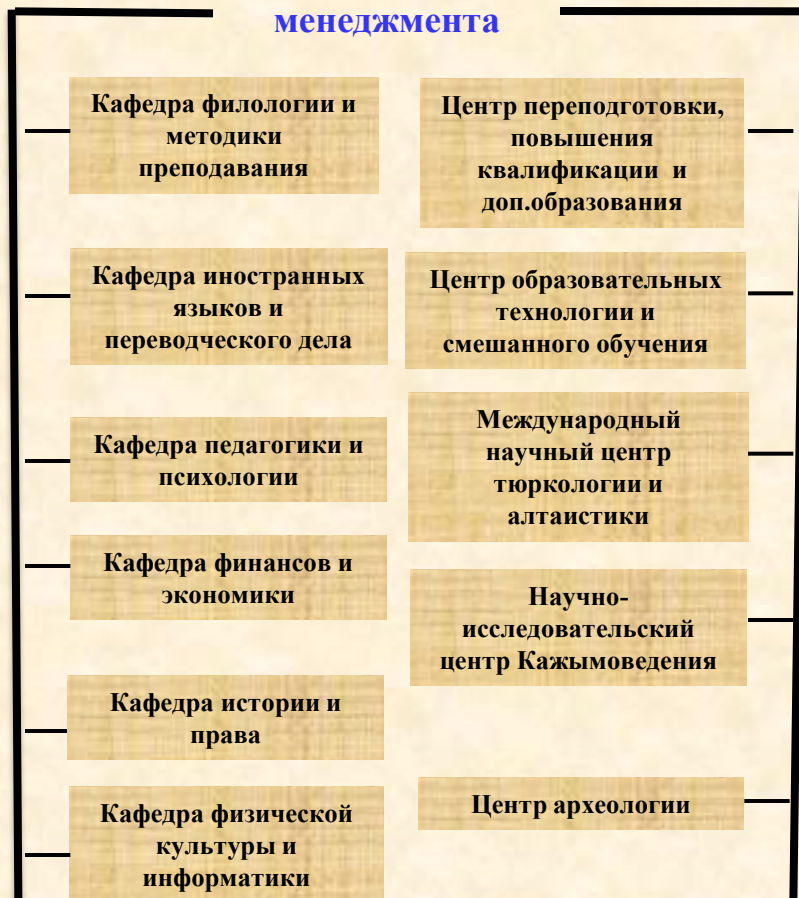 менеджмента
Кафедра филологии и
методики
преподавания
Кафедра иностранных
языков и
переводческого дела
Кафедра педагогики и
психологии
Кафедра финансов и
экономики
Кафедра истории и
права
Кафедра физической
культуры и
информатики
Центр переподготовки,
повышения
квалификации и
доп.образования
Центр образовательных
технологии и
смешанного обучения
Международный
научный центр
тюркологии и
алтаистики
Научно-
исследовательский
центр Кажымоведения
Центр археологии